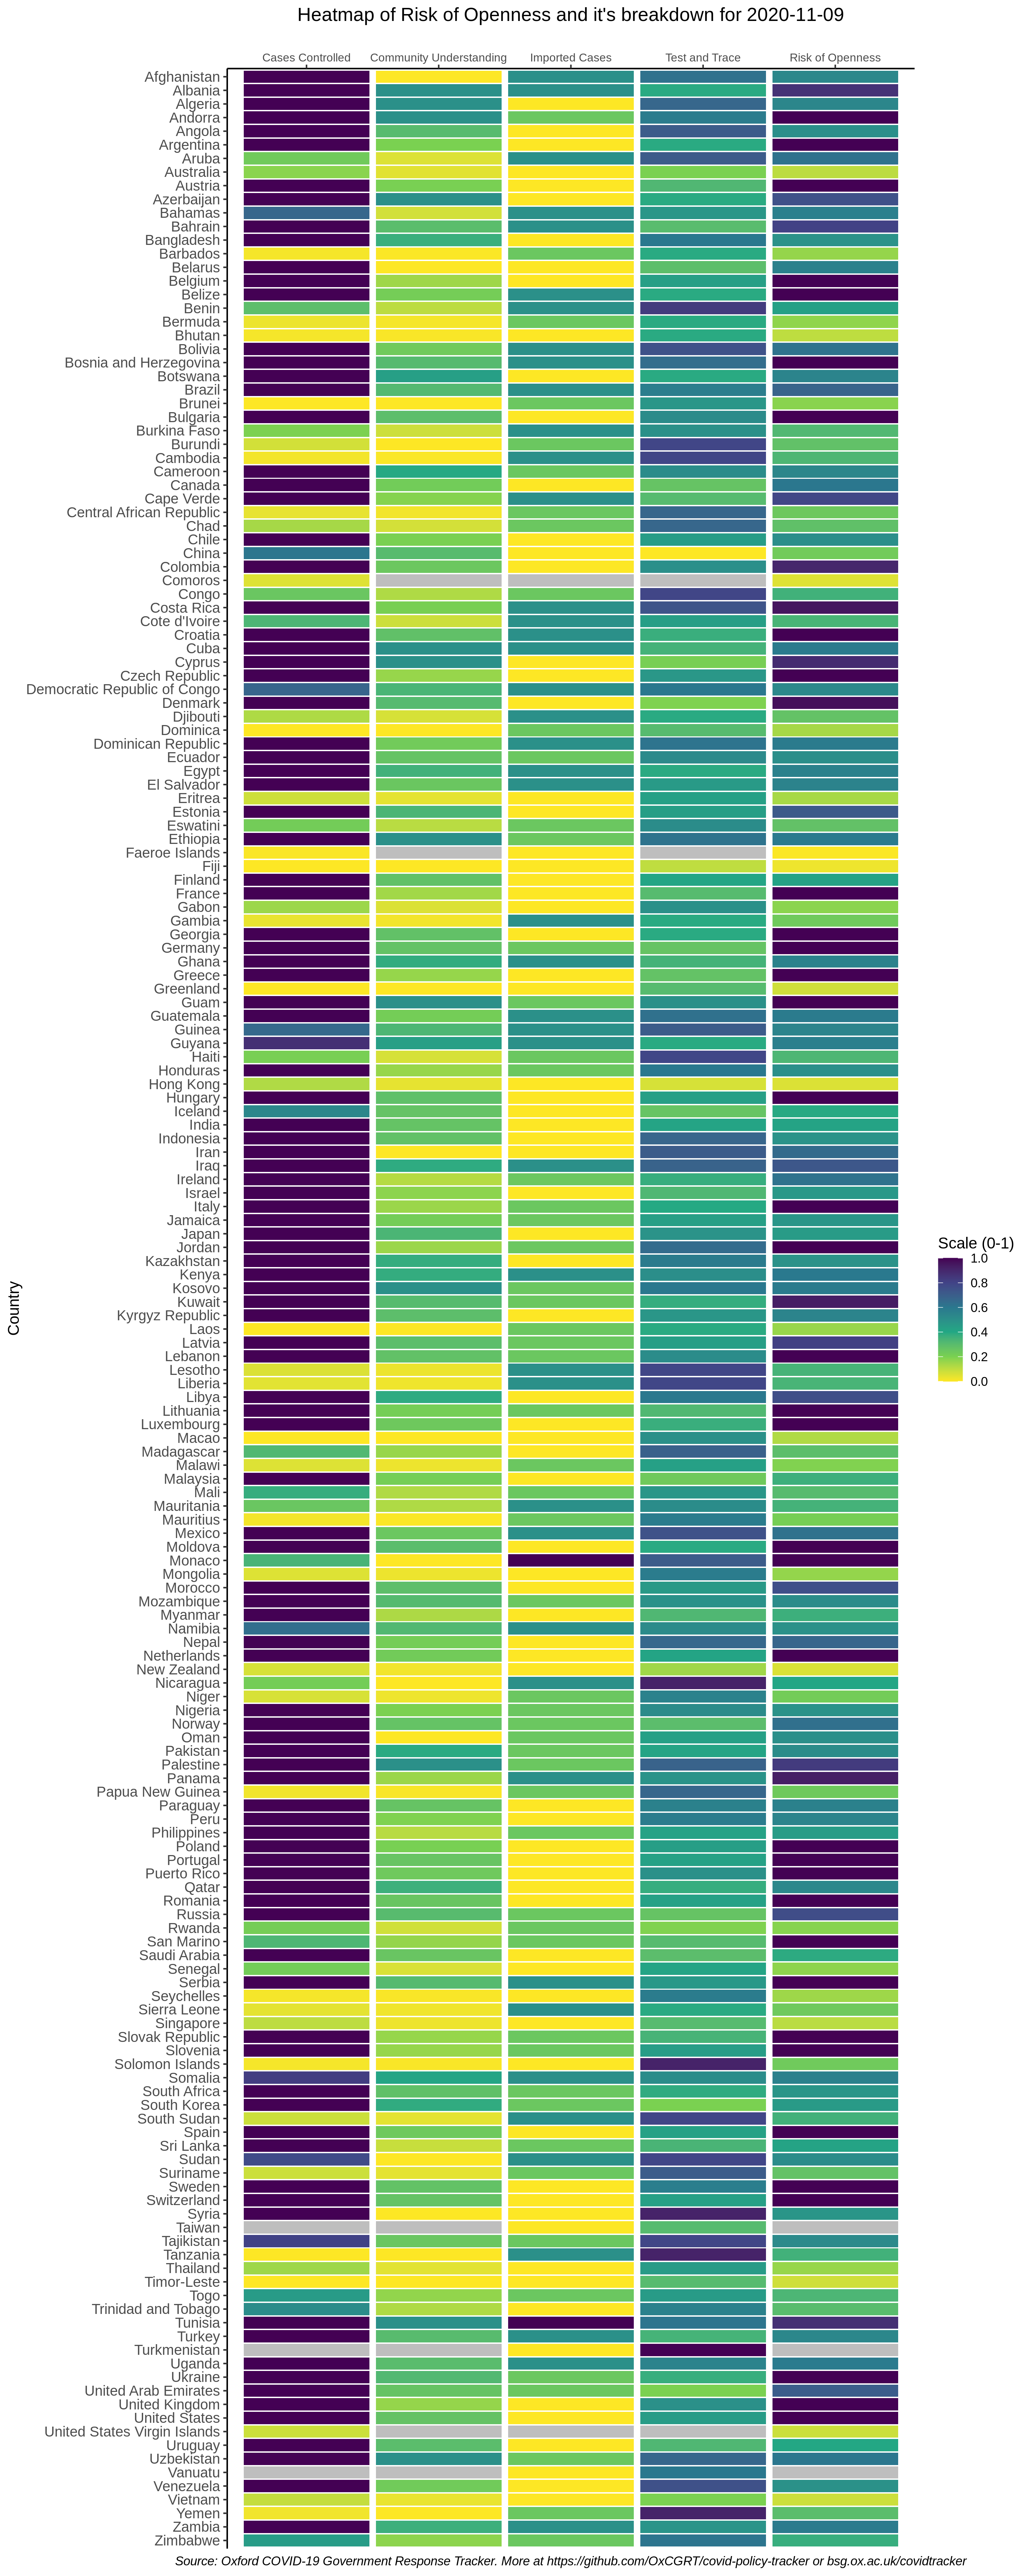 Heatmap of Risk of Openness and it's breakdown for 2020-11-09
Cases Controlled Community Understanding Imported Cases Test and Trace Risk of Openness
Afghanistan
Albania
Algeria
Andorra
Angola
Argentina
Aruba
Australia
Austria
Azerbaijan
Bahamas
Bahrain
Bangladesh
Barbados
Belarus
Belgium
Belize
Benin
Bermuda
Bhutan
Bolivia
Bosnia and Herzegovina
Botswana
Brazil
Brunei
Bulgaria
Burkina Faso
Burundi
Cambodia
Cameroon
Canada
Cape Verde
Central African Republic
Chad
Chile
China
Colombia
Comoros
Congo
Costa Rica
Cote d'Ivoire
Croatia
Cuba
Cyprus
Czech Republic
Democratic Republic of Congo
Denmark
Djibouti
Dominica
Dominican Republic
Ecuador
Egypt
El Salvador
Eritrea
Estonia
Eswatini
Ethiopia
Faeroe Islands
Fiji
Finland
France
Gabon
Gambia
Georgia
Germany
Ghana
Greece
Greenland
Guam
Guatemala
Guinea
Guyana
Haiti
Honduras
Hong Kong
Hungary
Iceland
India
Indonesia
Iran
Iraq
Ireland
Israel
Italy
Jamaica
Japan
Jordan
Kazakhstan
Kenya
Kosovo
Kuwait
Kyrgyz Republic
Laos
Latvia
Lebanon
Lesotho
Liberia
Libya
Lithuania
Luxembourg
Macao
Madagascar
Malawi
Malaysia
Mali
Mauritania
Mauritius
Mexico
Moldova
Monaco
Mongolia
Morocco
Mozambique
Myanmar
Namibia
Nepal
Netherlands
New Zealand
Nicaragua
Niger
Nigeria
Norway
Oman
Pakistan
Palestine
Panama
Papua New Guinea
Paraguay
Peru
Philippines
Poland
Portugal
Puerto Rico
Qatar
Romania
Russia
Rwanda
San Marino
Saudi Arabia
Senegal
Serbia
Seychelles
Sierra Leone
Singapore
Slovak Republic
Slovenia
Solomon Islands
Somalia
South Africa
South Korea
South Sudan
Spain
Sri Lanka
Sudan
Suriname
Sweden
Switzerland
Syria
Taiwan
Tajikistan
Tanzania
Thailand
Timor-Leste
Togo
Trinidad and Tobago
Tunisia
Turkey
Turkmenistan
Uganda
Ukraine
United Arab Emirates
United Kingdom
United States
United States Virgin Islands
Uruguay
Uzbekistan
Vanuatu
Venezuela
Vietnam
Yemen
Zambia
Zimbabwe
Country
Scale (0-1)
1.0
0.8
0.6
0.4
0.2
0.0
Source: Oxford COVID-19 Government Response Tracker. More at https://github.com/OxCGRT/covid-policy-tracker or bsg.ox.ac.uk/covidtracker